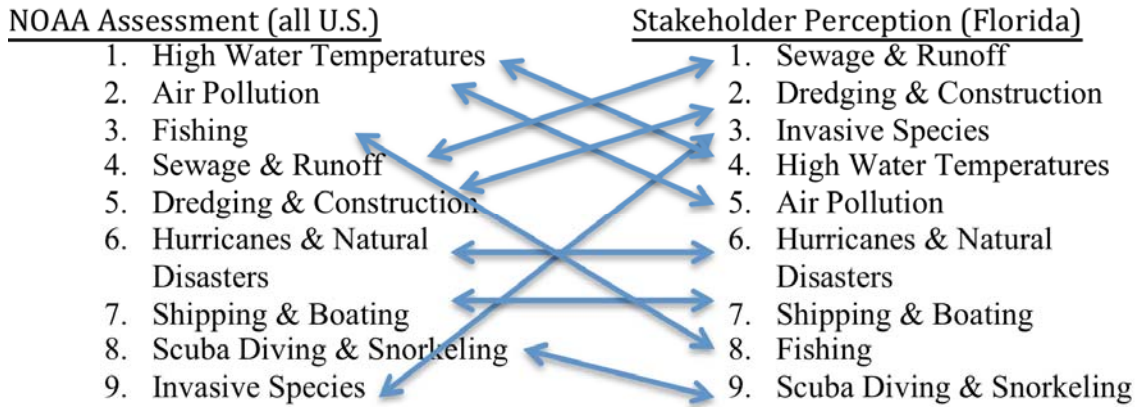 NOAA Assessment (all U.S.)
1. High Water Temperatures
2. Air Pollution
3. Fishing
4. Sewage & Runoff
5. Dredging & Construction
6. Hurricanes & Natural
Disasters
7. Shipping & Boating
8. Scuba Diving & Snorkeling
9. Invasive Species
Stakeholder Perception (Florida)
1. Sewage & Runoff
2. Dredging & Construction
3. Invasive Species
4. High Water Temperatures
5. Air Pollution
6. Hurricanes & Natural
Disasters
7. Shipping & Boating
8. Fishing
9. Scuba Diving & Snorkeling